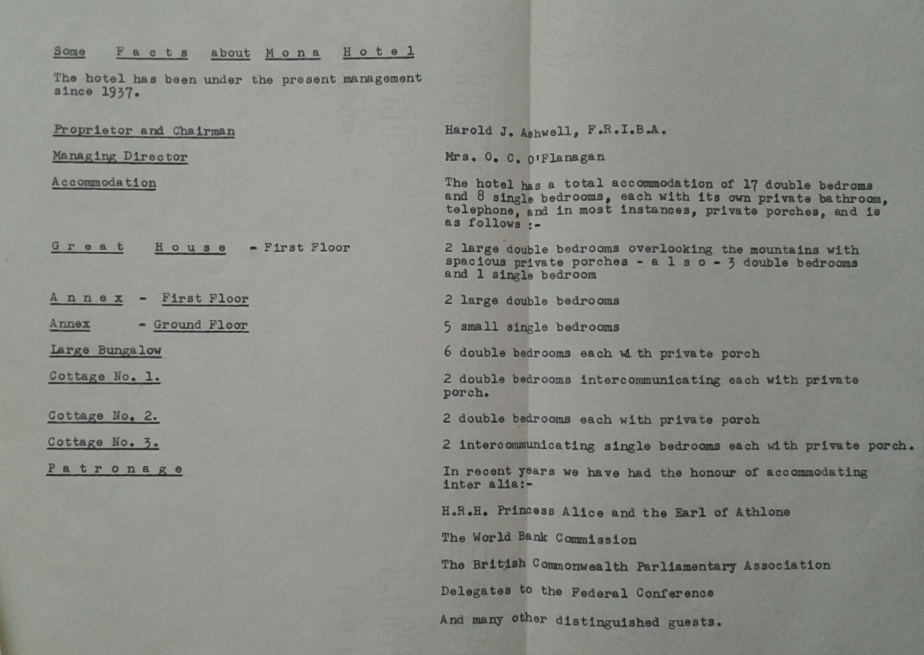 Some Facts about Mona Hotel
The hotel has been under the present management
since 1937.
Proprietor and Chairman
Harold J. Ashwell, F.R.I.B.A.
Managing Director
Mrs. O. C. O'Flanagan
Accommodation
The hotel has a total accommodation of 17 double bedroms
and 8 single bedrooms, each with its own private bathroom,
telephone, and in most instances, private porches, and is
as follows :-
Great House - First Floor
2 large double bedrooms overlooking the mountains with
spacious private porches - a l s o - 3 double bedrooms
and 1 single bedroom
Annex - First Floor
2 large double bedrooms
Annex - Ground Floor
5 small single bedrooms
Large Bungalow
6 double bedrooms each with private porch
Cottage No. 1.
2 double bedrooms intercommunicating each with private
porch.
Cottage No. 2.
2 double bedrooms each with private porch
Cottage No. 3.
2 intercommunicating single bedrooms each with private porch.
Patronage
In recent years we have had the honour of accommodating
inter alia:-
H.R.H. Princess Alice and the Earl of Athlone
The World Bank Commission
The British Commonwealth Parliamentary Association
Delegates to the Federal Conference
And many other distinguished guests.